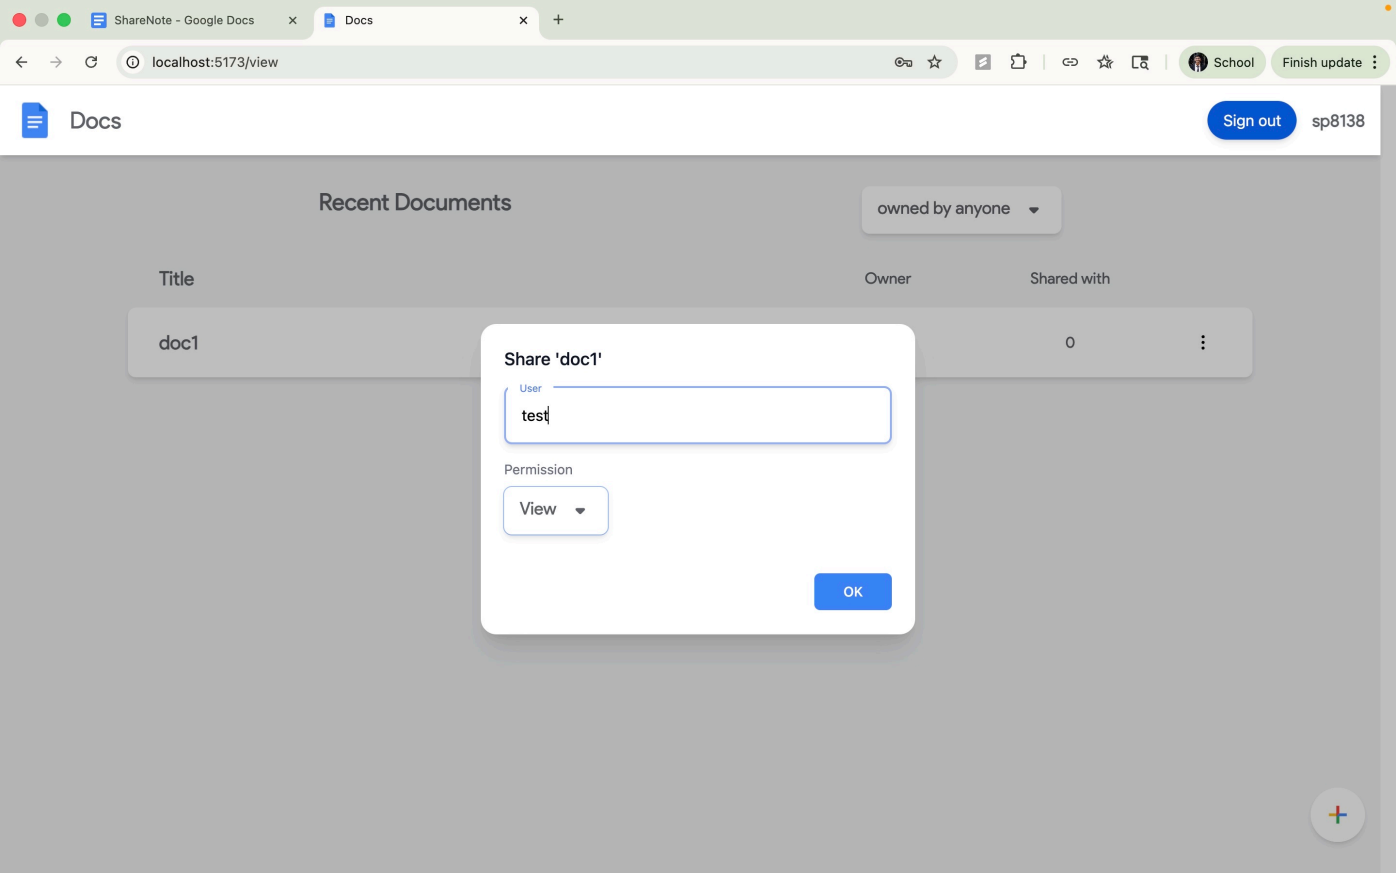 ShareNote - Google Docs
Docs
localhost:5173/view
School
Finish update
Docs
Sign out
sp8138
Recent Documents
owned by anyone
Title
Owner
Shared with
doc1
0
Share 'doc1'
User
test
Permission
View
OK